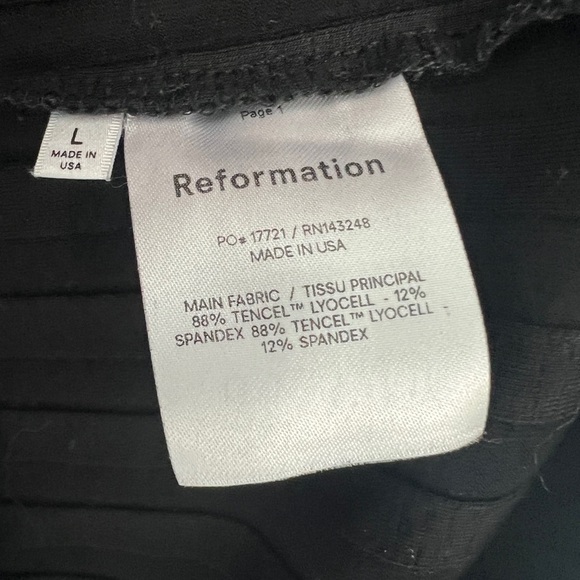 L
MADE IN
USA
Page 1
Reformation
PO# 17721 / RN143248
MADE IN USA
MAIN FABRIC / TISSU PRINCIPAL
88% TENCEL™ LYOCELL - 12%
SPANDEX 88% TENCEL™ LYOCELL -
12% SPANDEX